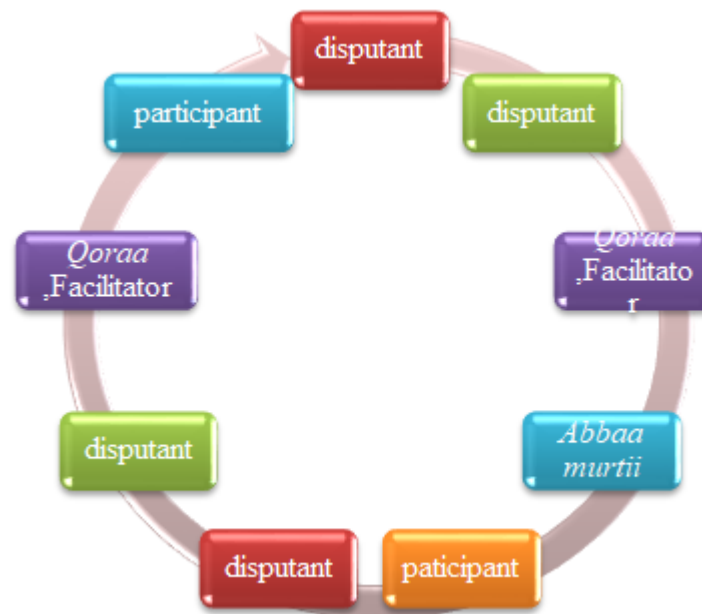 disputant
disputant
Qoraa
,Facilitato
r
Abbaa
murtii
paticipant
disputant
disputant
Qoraa
,Facilitator
participant